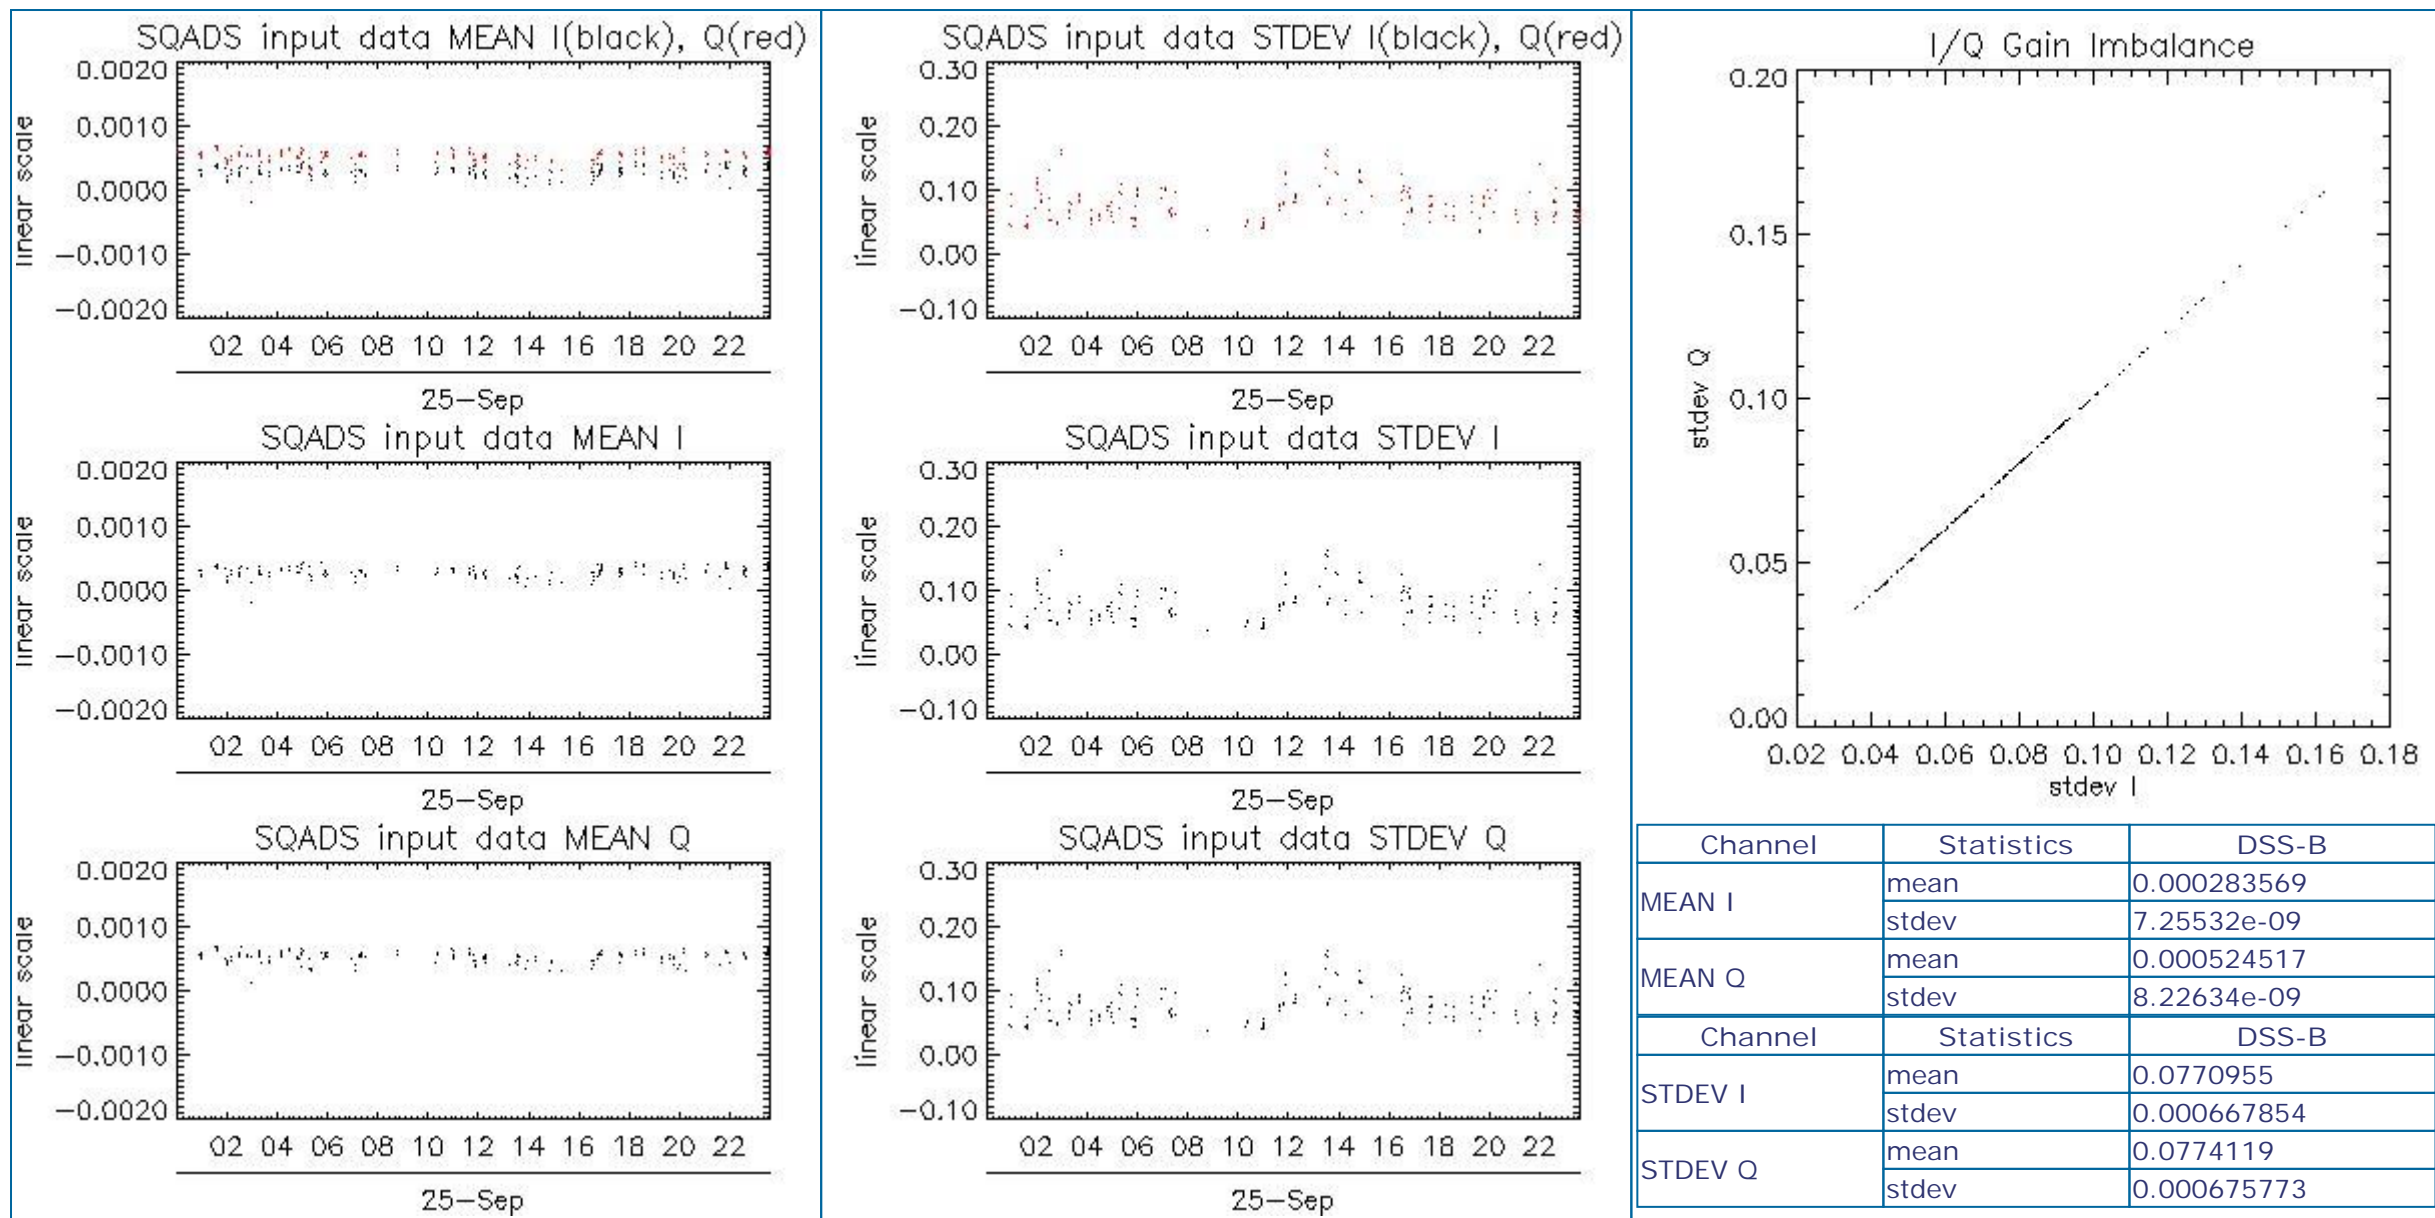 SQADS input data MEAN I(black), Q(red)
0.0020
0.0010
0.0000
-0.0010
-0.0020
linear scale
02 04 06 08 10 12 14 16 18 20 22
25-Sep
SQADS input data MEAN I
0.0020
0.0010
0.0000
-0.0010
-0.0020
linear scale
02 04 06 08 10 12 14 16 18 20 22
25-Sep
SQADS input data MEAN Q
0.0020
0.0010
0.0000
-0.0010
-0.0020
linear scale
02 04 06 08 10 12 14 16 18 20 22
25-Sep
SQADS input data STDEV I(black), Q(red)
0.30
0.20
0.10
0.00
-0.10
linear scale
02 04 06 08 10 12 14 16 18 20 22
25-Sep
SQADS input data STDEV I
0.30
0.20
0.10
0.00
-0.10
linear scale
02 04 06 08 10 12 14 16 18 20 22
25-Sep
SQADS input data STDEV Q
0.30
0.20
0.10
0.00
-0.10
linear scale
02 04 06 08 10 12 14 16 18 20 22
25-Sep
I/Q Gain Imbalance
0.20
0.15
0.10
0.05
0.00
stdev Q
0.02 0.04 0.06 0.08 0.10 0.12 0.14 0.16 0.18
stdev I
Channel Statistics DSS-B
MEAN I mean 0.000283569
stdev 7.25532e-09
MEAN Q mean 0.000524517
stdev 8.22634e-09
Channel Statistics DSS-B
STDEV I mean 0.0770955
stdev 0.000667854
STDEV Q mean 0.0774119
stdev 0.000675773